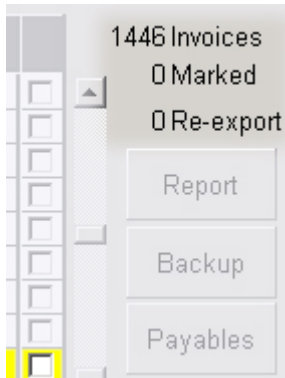 1446 Invoices
0 Marked
0 Re-export
Report
Backup
Payables